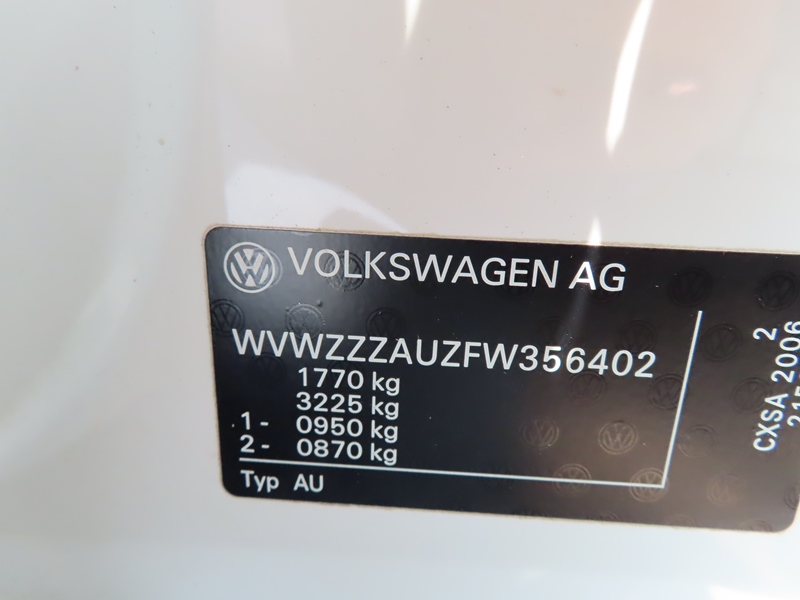 VOLKSWAGEN AG
WVWZZZAUZFW356402
1770 kg
3225 kg
1 - 0950 kg
2 - 0870 kg
Typ AU
2
CXSA 2006